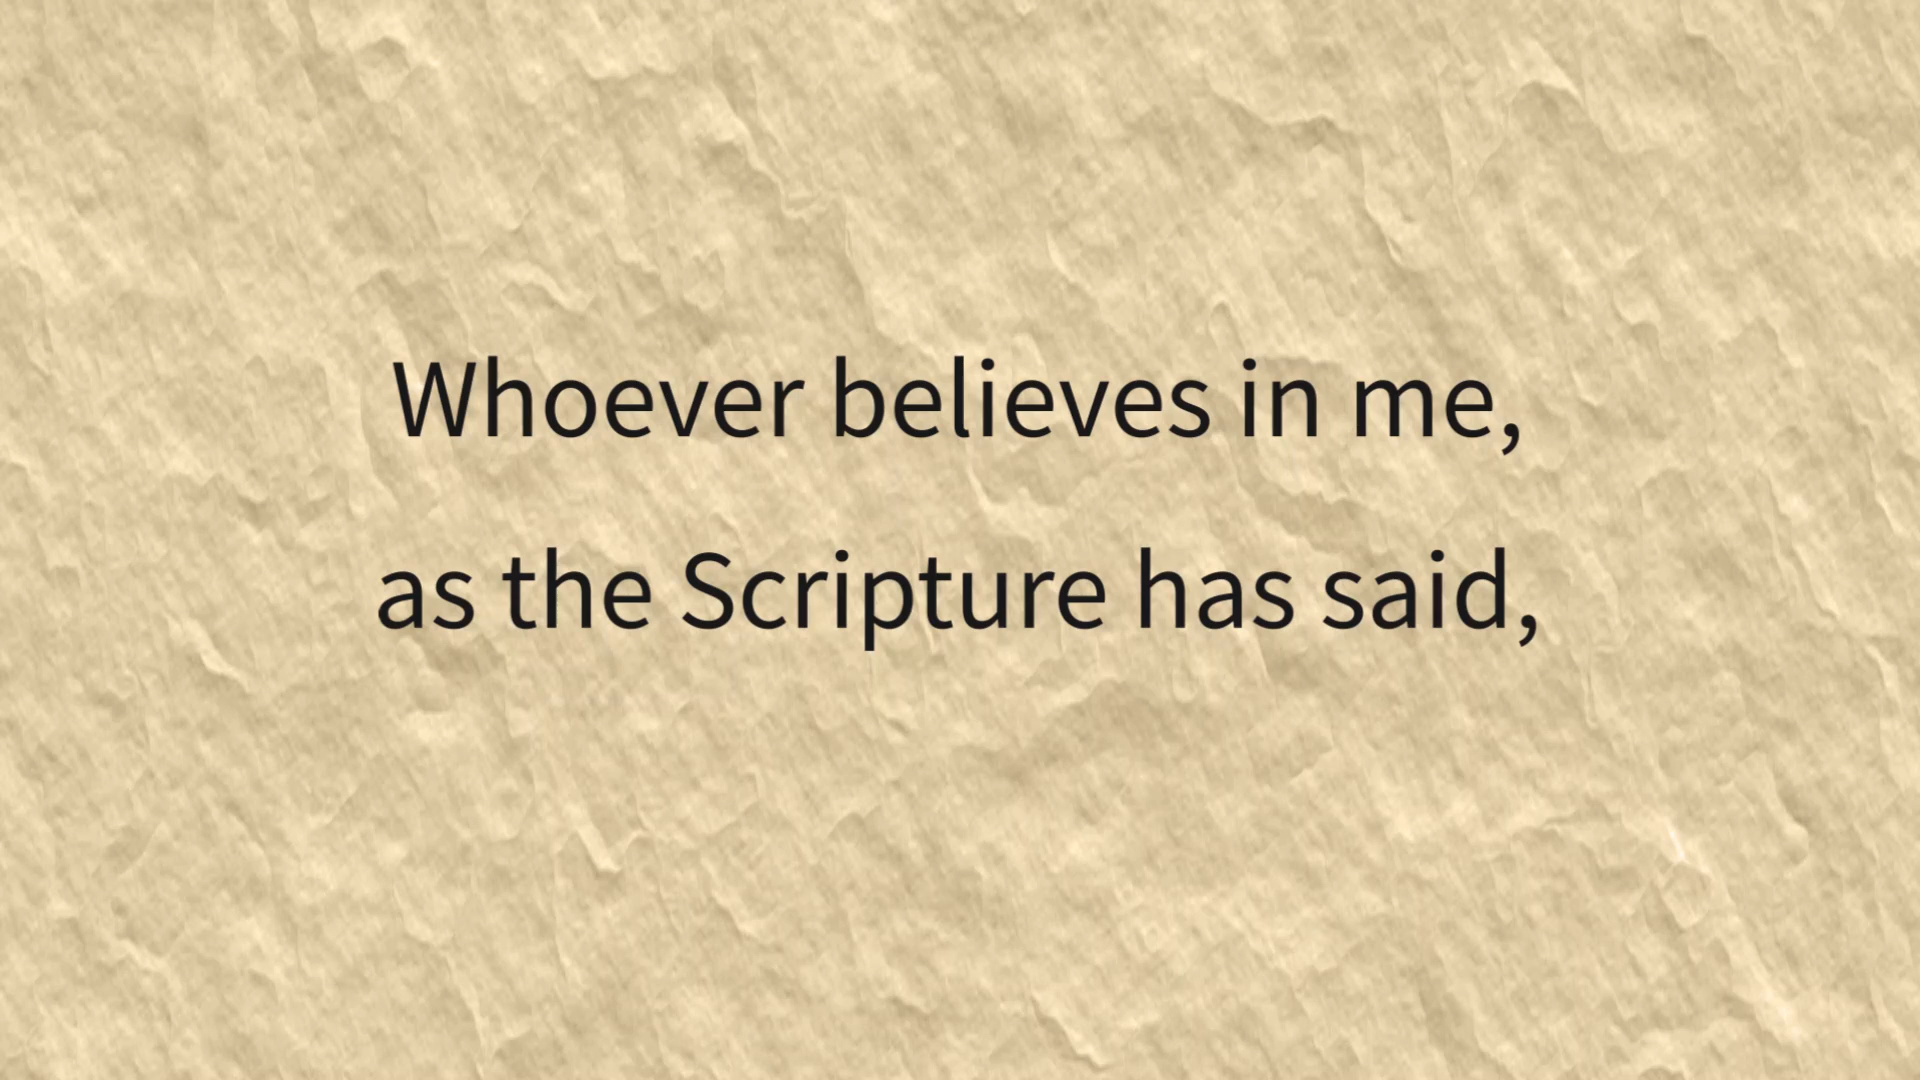 Whoever believes in me,
as the Scripture has said,